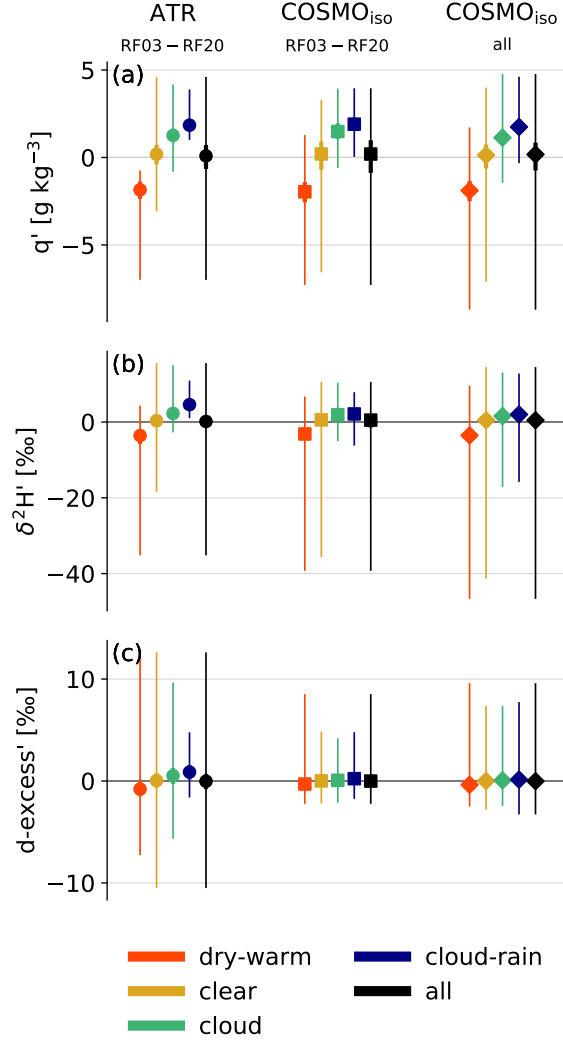 ATR COSMOiso COSMOiso
RF03 − RF20 RF03 − RF20 all
(a)
5
0
−5
q' [g kg⁻³]
(b)
0
−20
−40
δ²H' [‰]
(c)
10
0
−10
d-excess' [‰]
dry-warm cloud-rain
clear all
cloud